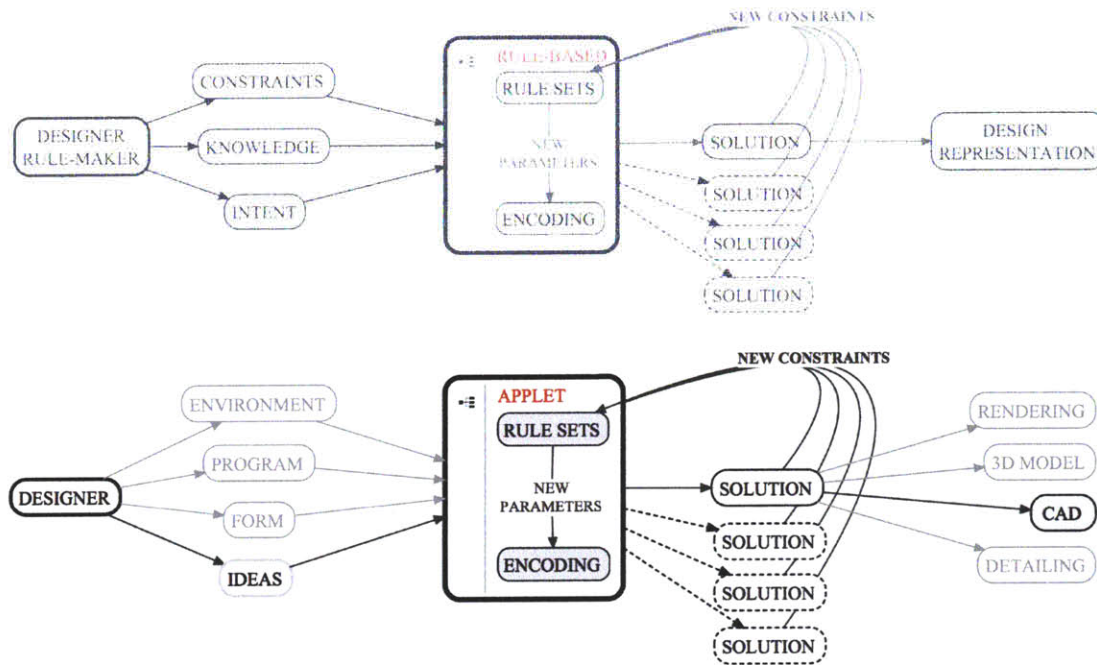 NEW CONSTRAINTS
RULE-BASED
CONSTRAINTS
RULE SETS
DESIGNER
RULE-MAKER
KNOWLEDGE
NEW
PARAMETERS
SOLUTION
DESIGN
REPRESENTATION
SOLUTION
INTENT
ENCODING
SOLUTION
SOLUTION
NEW CONSTRAINTS
APPLET
ENVIRONMENT
RENDERING
RULE SETS
PROGRAM
3D MODEL
DESIGNER
NEW
PARAMETERS
SOLUTION
CAD
FORM
SOLUTION
IDEAS
ENCODING
DETAILING
SOLUTION
SOLUTION